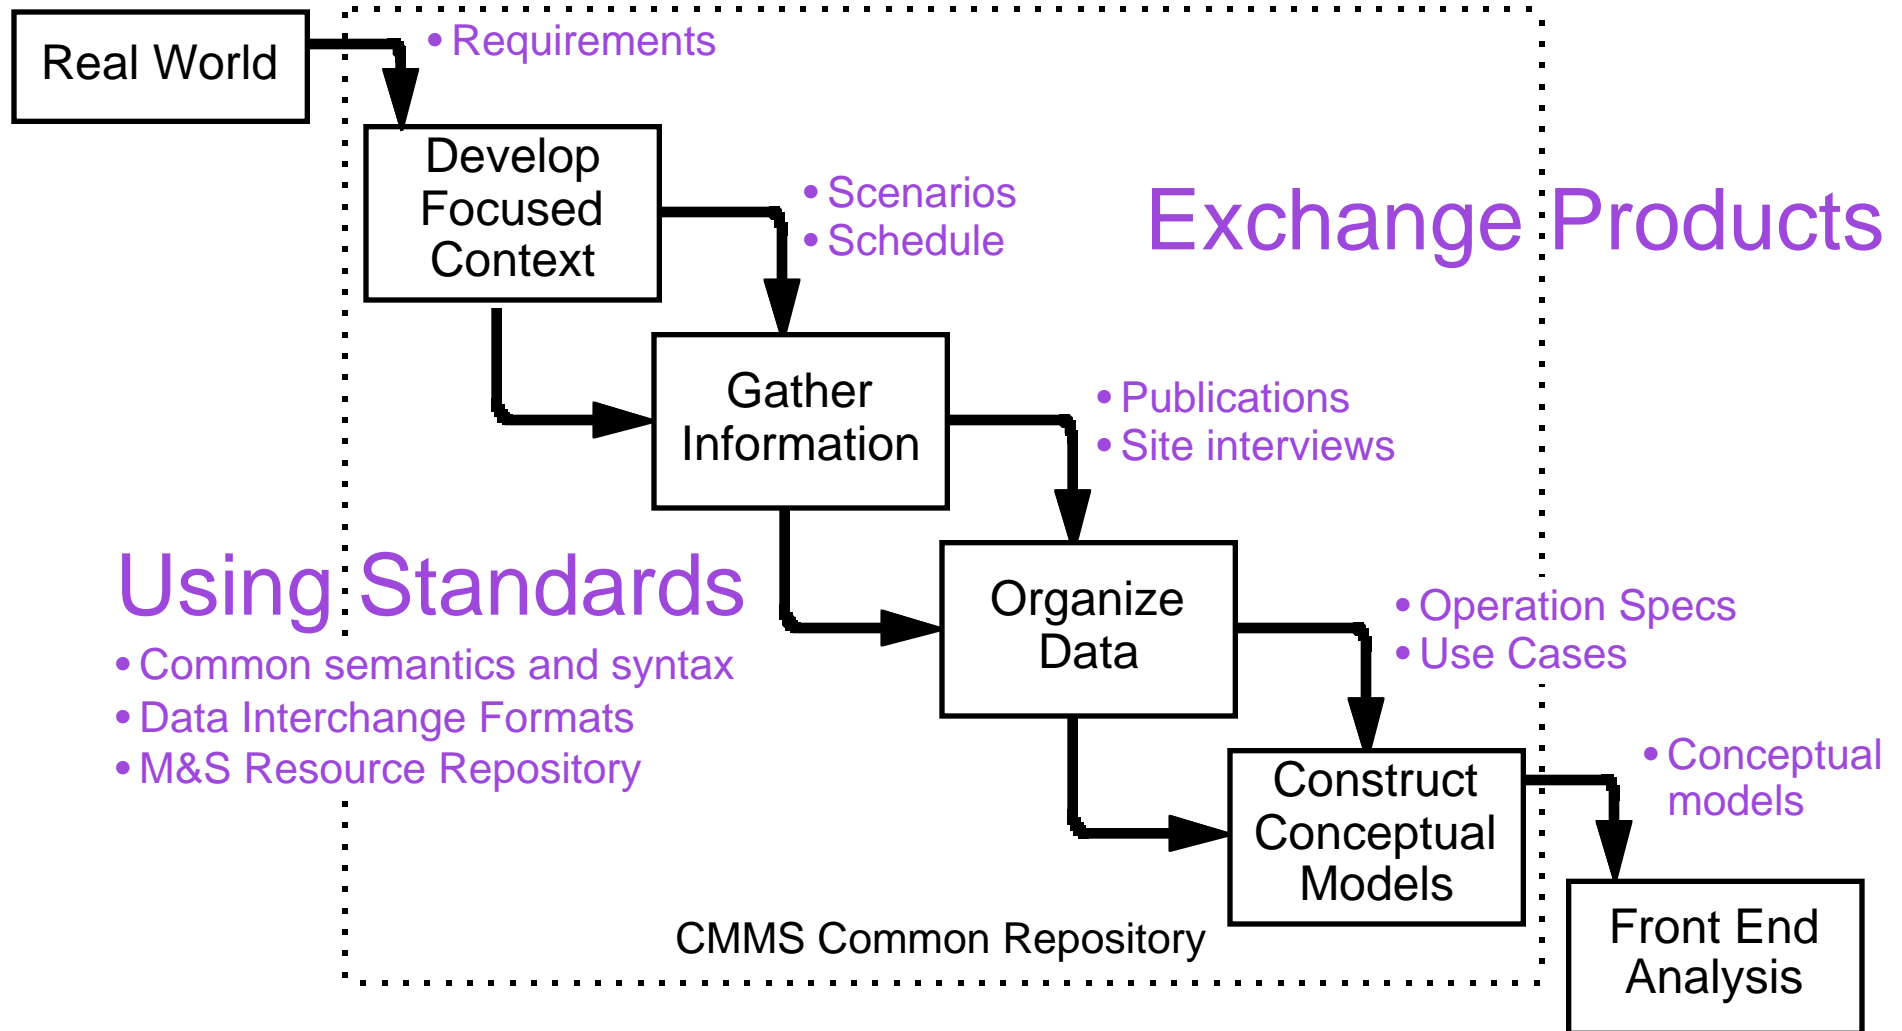 Real World
• Requirements
Develop
Focused
Context
• Scenarios
• Schedule
Exchange Products
Gather
Information
• Publications
• Site interviews
Using Standards
• Common semantics and syntax
• Data Interchange Formats
• M&S Resource Repository
Organize
Data
• Operation Specs
• Use Cases
Construct
Conceptual
Models
• Conceptual
models
CMMS Common Repository
Front End
Analysis